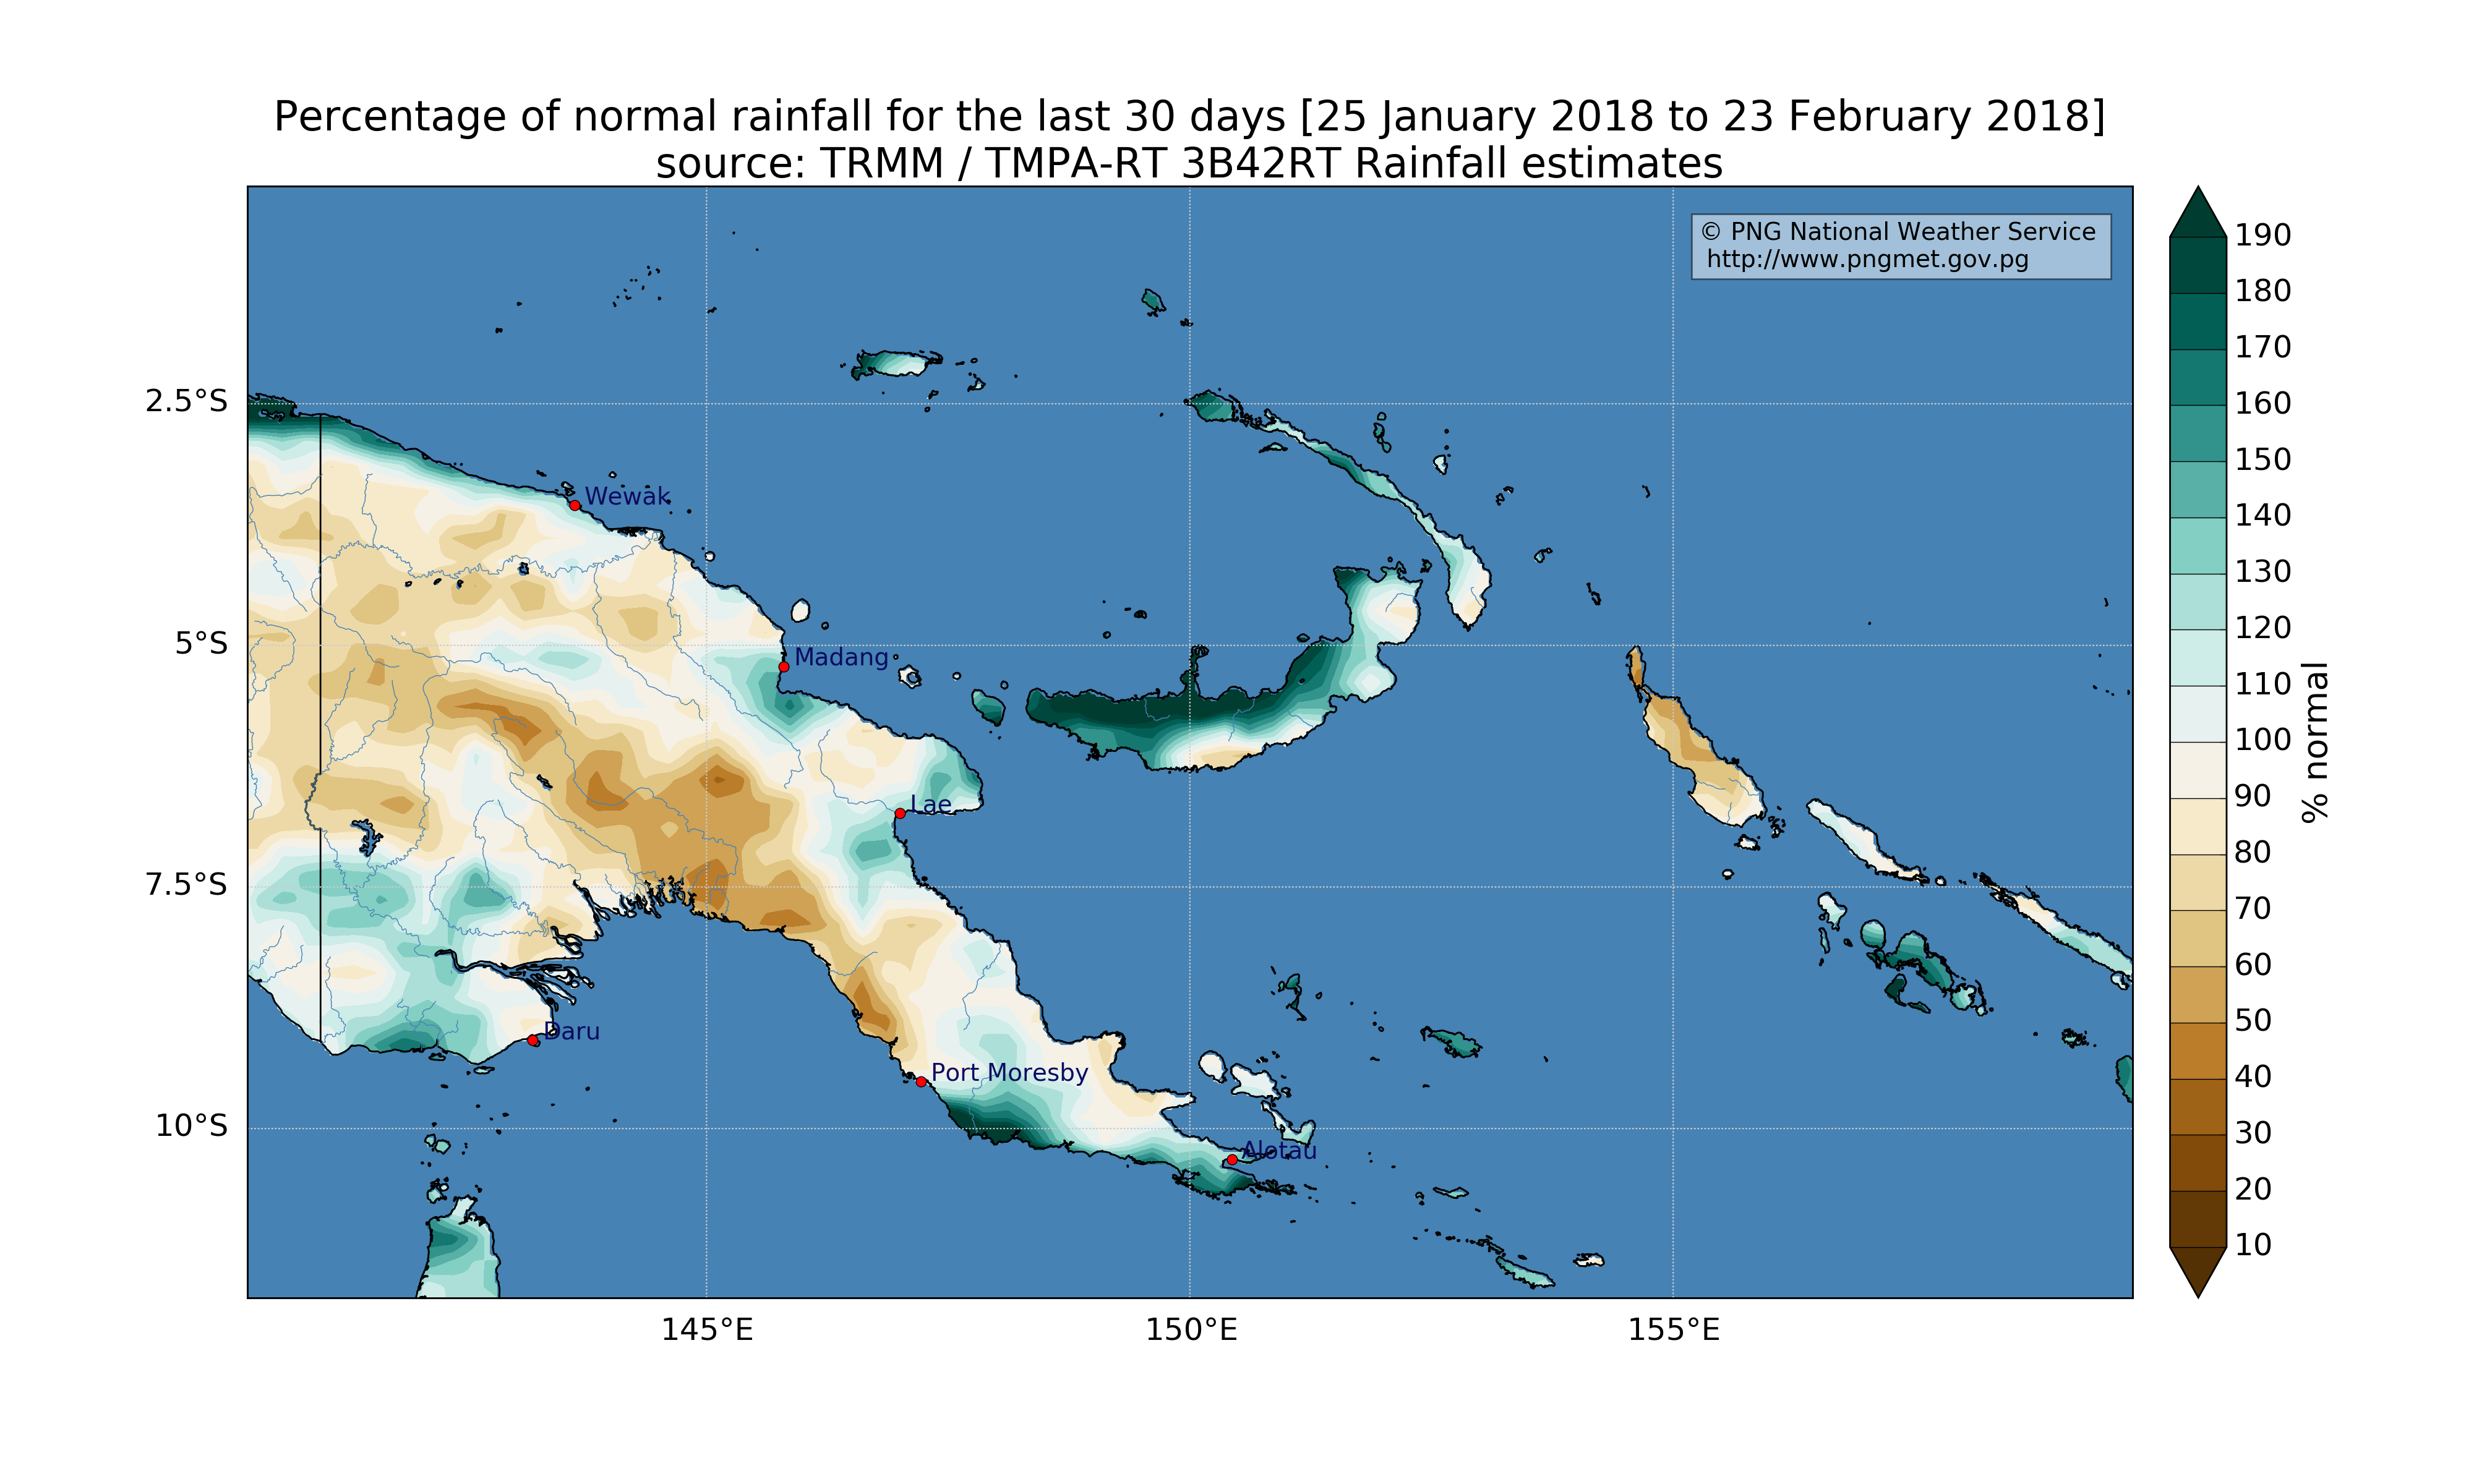 Percentage of normal rainfall for the last 30 days [25 January 2018 to 23 February 2018]
source: TRMM / TMPA-RT 3B42RT Rainfall estimates
© PNG National Weather Service
http://www.pngmet.gov.pg
2.5°S
5°S
7.5°S
10°S
Wewak
Madang
Lae
Daru
Port Moresby
Alotau
145°E
150°E
155°E
190
180
170
160
150
140
130
120
110
100
90
80
70
60
50
40
30
20
10
% normal